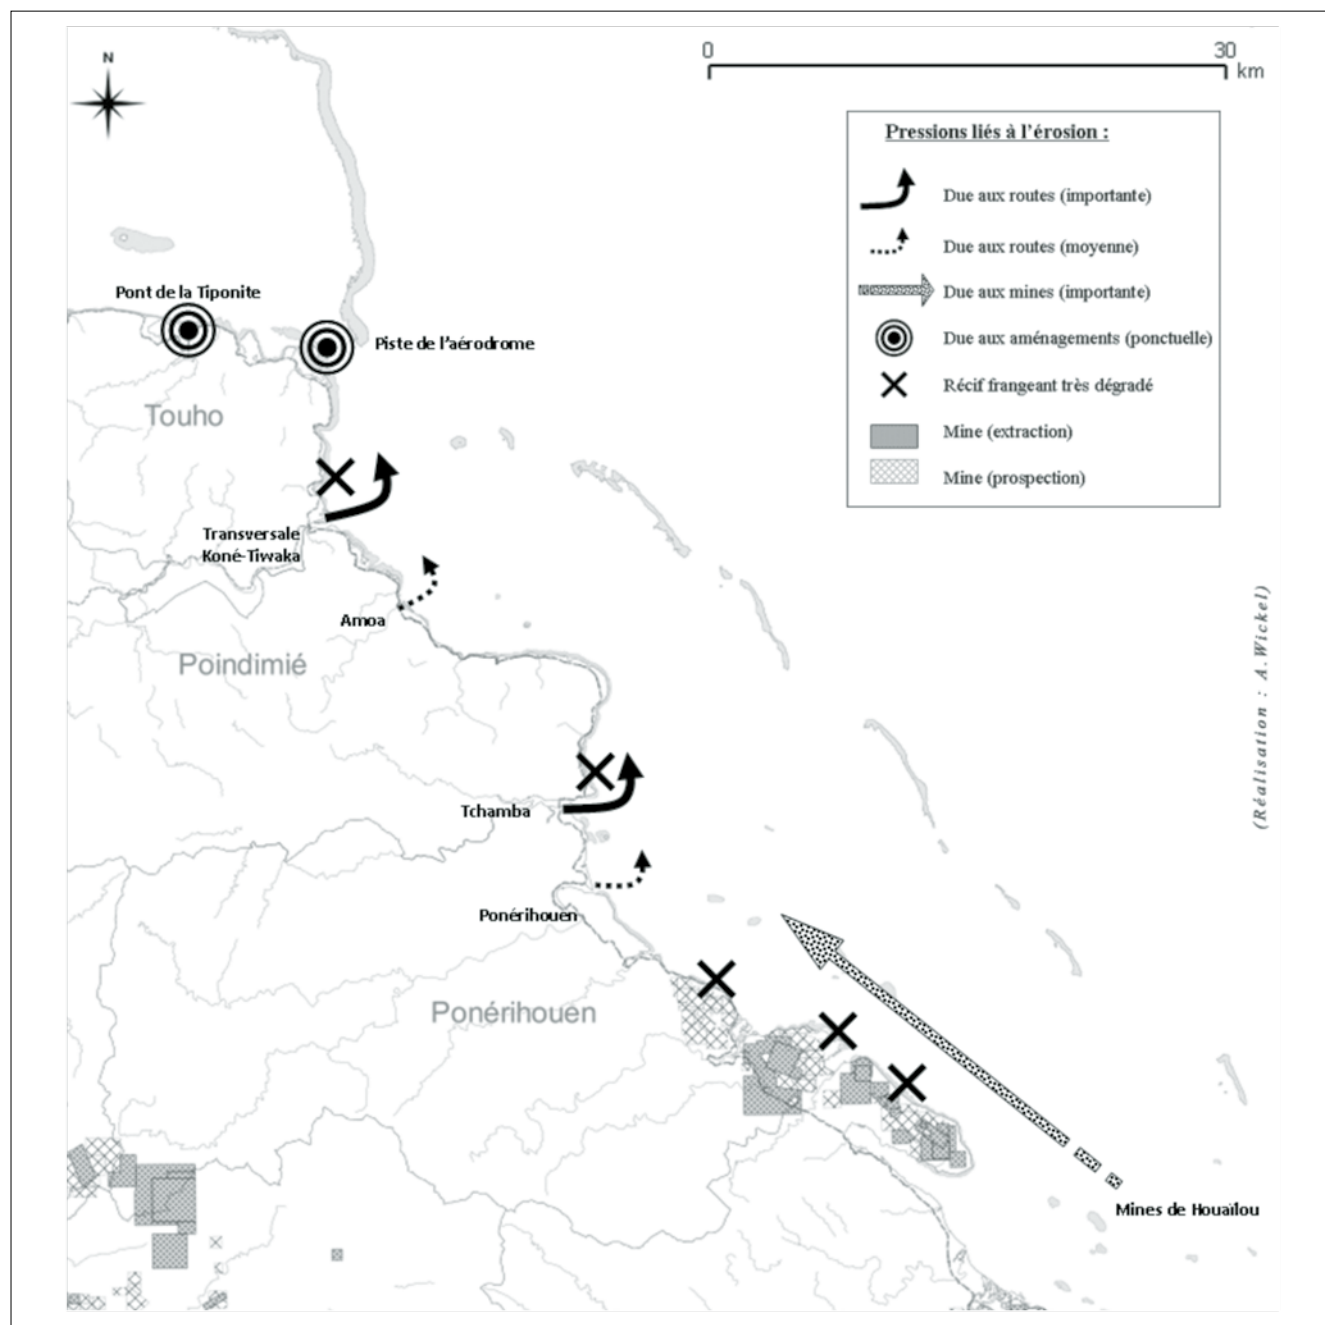 N
0
30
km
Pressions liés à l'érosion :
Due aux routes (importante)
Due aux routes (moyenne)
Due aux mines (importante)
Due aux aménagements (ponctuelle)
Récif frangeant très dégradé
Mine (extraction)
Mine (prospection)
Pont de la Tiponite
Piste de l'aérodrome
Touho
Transversale
Koné-Tiwaka
Amoa
Poindimié
Tchamba
Ponérihouen
Ponérihouen
Mines de Houaïlou
(Réalisation : A.Wickel)